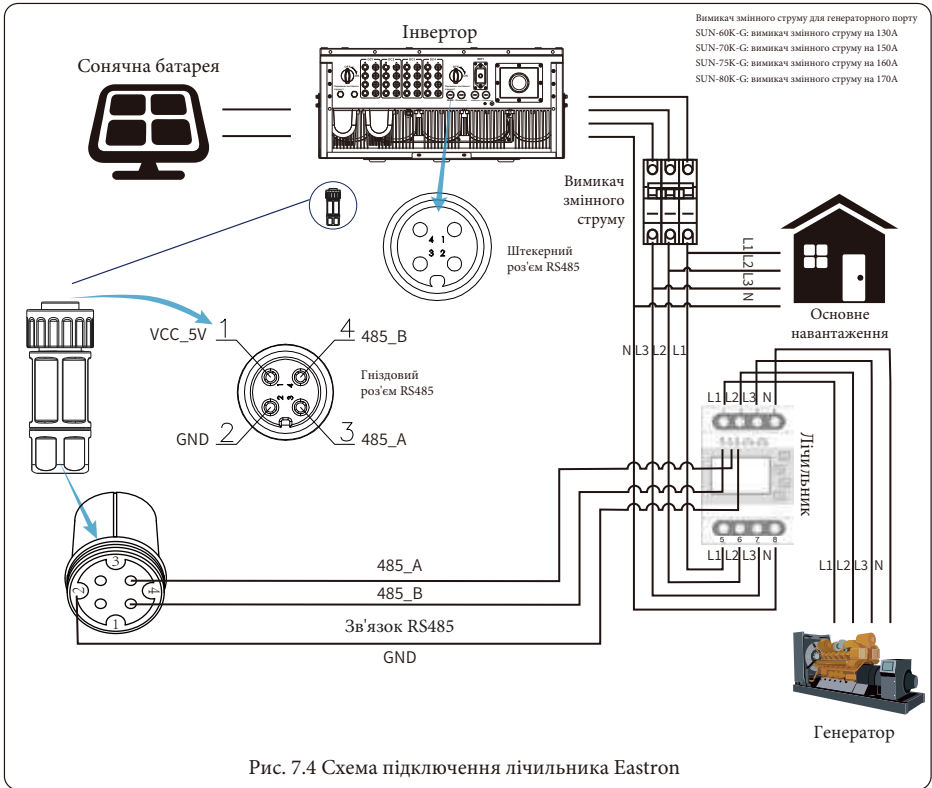 Вимикач змінного струму для генераторного порту
SUN-60K-G: вимикач змінного струму на 130A
SUN-70K-G: вимикач змінного струму на 150A
SUN-75K-G: вимикач змінного струму на 160A
SUN-80K-G: вимикач змінного струму на 170A
Інвертор
Сонячна батарея
Вимикач
змінного
струму
4 1
3 2
Штекерний
роз'єм RS485
L1
L2
L3
N
Основне
навантаження
VCC_5V 1
4 485_B
1 4
2 3
Гніздовий
роз'єм RS485
GND 2
3 485_A
N L3 L2 L1
L1 L2 L3 N
Лічильник
5 6 7 8
L1 L2 L3 N
L1 L2 L3 N
3
2
4
1
485_A
485_B
Зв'язок RS485
GND
Генератор
Рис. 7.4 Схема підключення лічильника Eastron